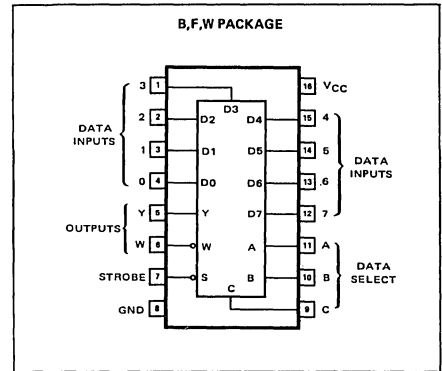 B,F,W PACKAGE
3 1 16 VCC
D3
2 2 D2 D4 15 4
DATA INPUTS
1 3 D1 D5 14 5
DATA INPUTS
0 4 D0 D6 13 .6
Y 5 Y D7 12 7
OUTPUTS
W 6 W A 11 A
STROBE 7 S B 10 B
DATA SELECT
C
GND 8 9 C